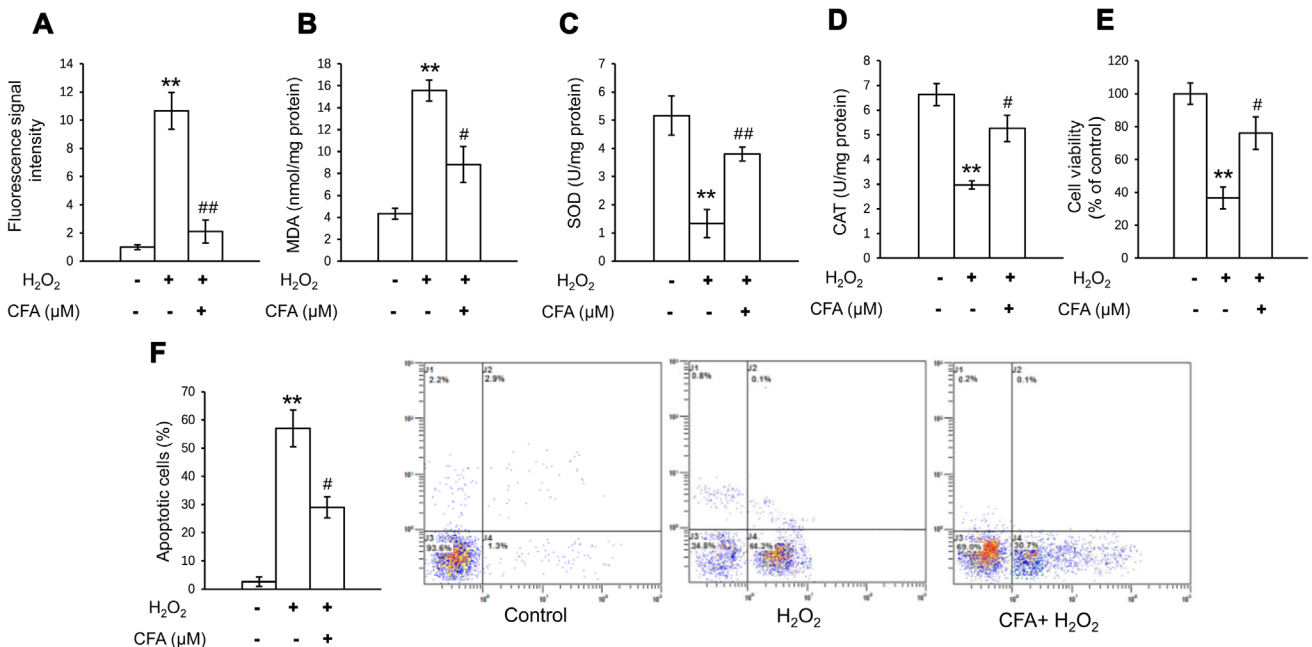 A
Fluorescence signal
intensity
14
12
10
8
6
4
2
0
**
##
H₂O₂ - + +
CFA (μM) - - +
B
MDA (nmol/mg protein)
18
16
14
12
10
8
6
4
2
0
**
#
H₂O₂ - + +
- - +
C
SOD (U/mg protein)
7
6
5
4
3
2
1
0
**
##
H₂O₂ - + +
CFA (μM) - - +
D
CAT (U/mg protein)
8
7
6
5
4
3
2
1
0
**
#
H₂O₂ - + +
CFA (μM) - - +
E
Cell viability
(% of control)
120
100
80
60
40
20
0
**
#
H₂O₂ - + +
CFA (μM) - - +
F
Apoptotic cells (%)
70
60
50
40
30
20
10
0
**
#
H₂O₂ - + +
CFA (μM) - - +
J1
2.2%
J2
2.9%
J3
93.6%
J4
1.3%
Control
J1
0.8%
J2
0.1%
J3
34.8%
J4
64.3%
H₂O₂
J1
0.2%
J2
0.1%
J3
69.0%
J4
30.7%
CFA+ H₂O₂